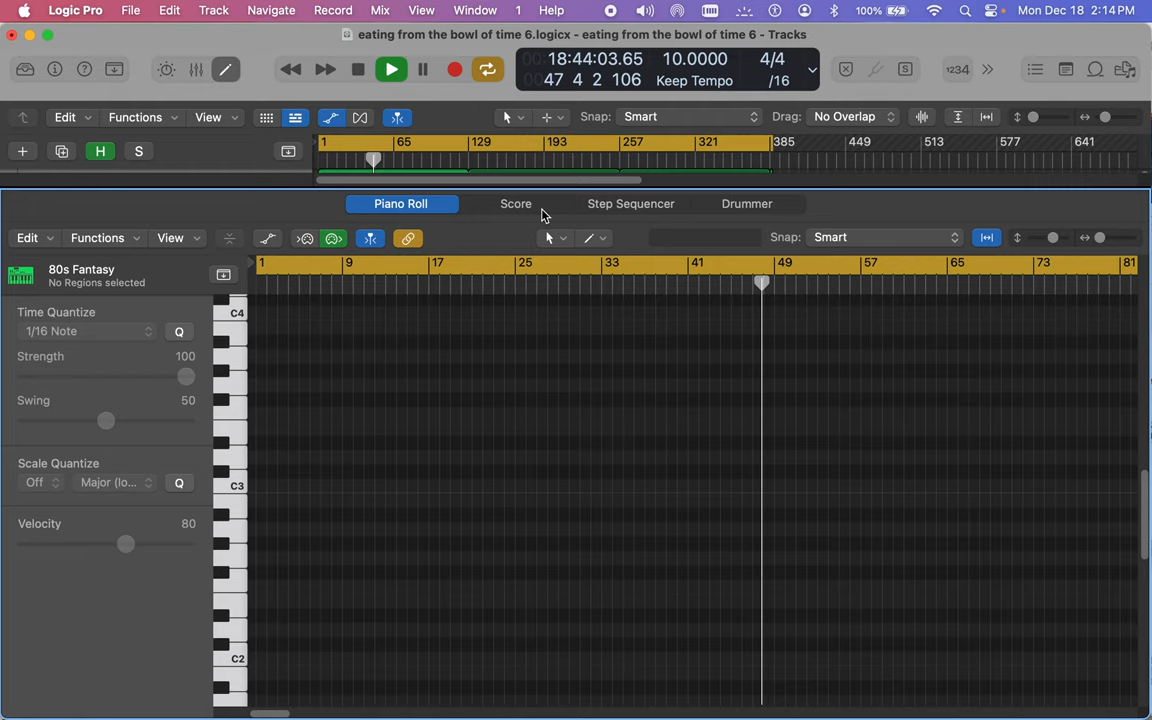 Logic Pro File Edit Track Navigate Record Mix View Window 1 Help 100% Mon Dec 18 2:14 PM
eating from the bowl of time 6.logicx - eating from the bowl of time 6 - Tracks
00:18:44:03.65 10.0000 4/4
47 4 2 106 Keep Tempo /16
S 1234
Edit Functions View Snap: Smart Drag: No Overlap
H S 1 65 129 193 257 321 385 449 513 577 641
Piano Roll Score Step Sequencer Drummer
Edit Functions View Snap: Smart
1 9 17 25 33 41 49 57 65 73 81
80s Fantasy
No Regions selected
Time Quantize C4
1/16 Note Q
Strength 100
Swing 50
Scale Quantize
Off Major (lo... Q C3
Velocity 80
C2